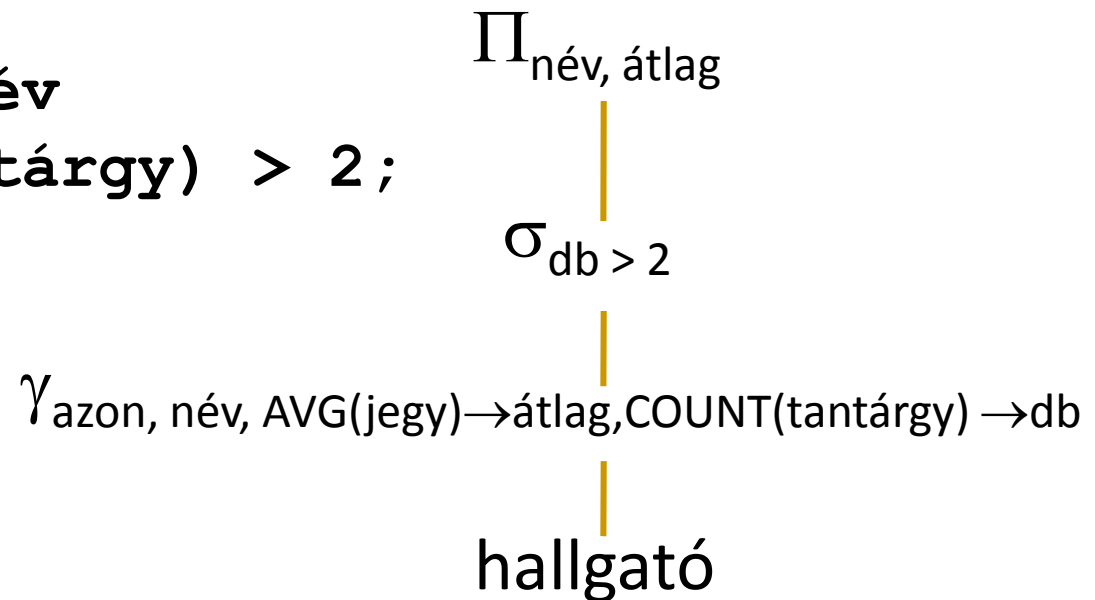 év
tárgy) > 2;
Π név, átlag
σ db > 2
γ azon, név, AVG(jegy)→átlag,COUNT(tantárgy) →db
hallgató